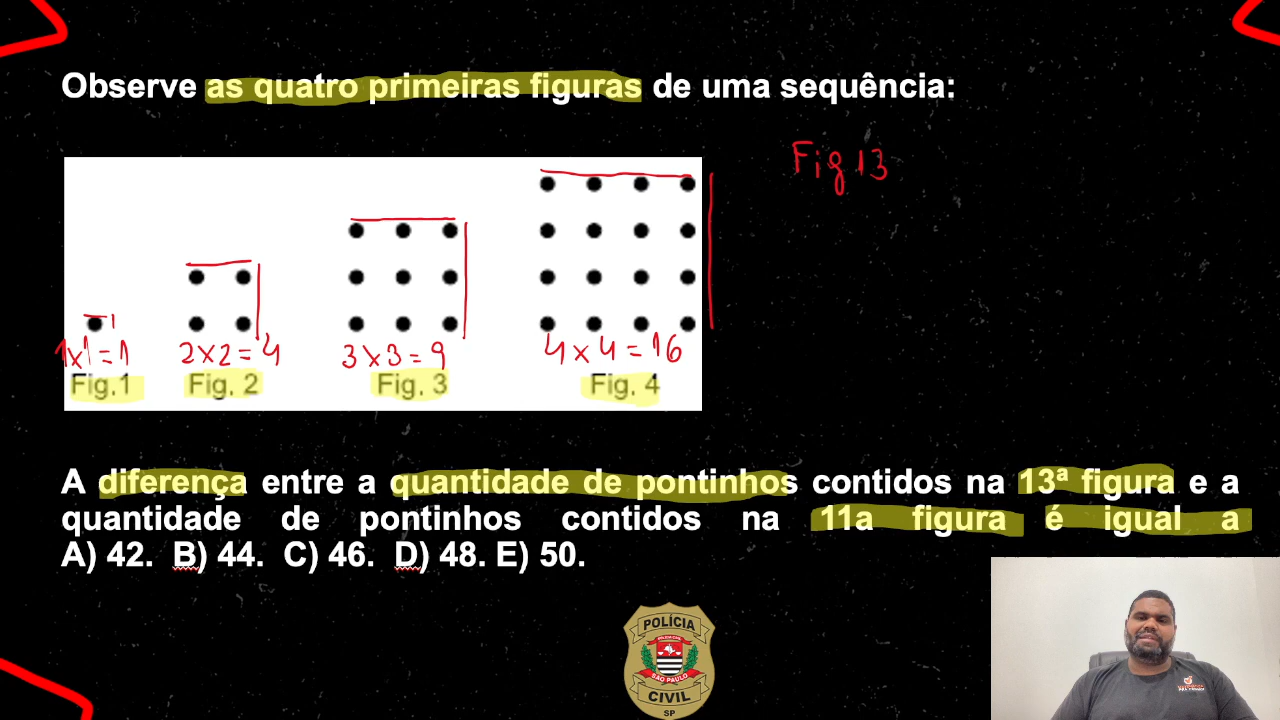 Observe as quatro primeiras figuras de uma sequência:
Fig 13
1x1=1 2x2=4 3x3=9 4x4=16
Fig.1 Fig. 2 Fig. 3 Fig. 4
A diferença entre a quantidade de pontinhos contidos na 13ª figura e a
quantidade de pontinhos contidos na 11a figura é igual a
A) 42. B) 44. C) 46. D) 48. E) 50.
POLÍCIA
SÃO PAULO
CIVIL
SP